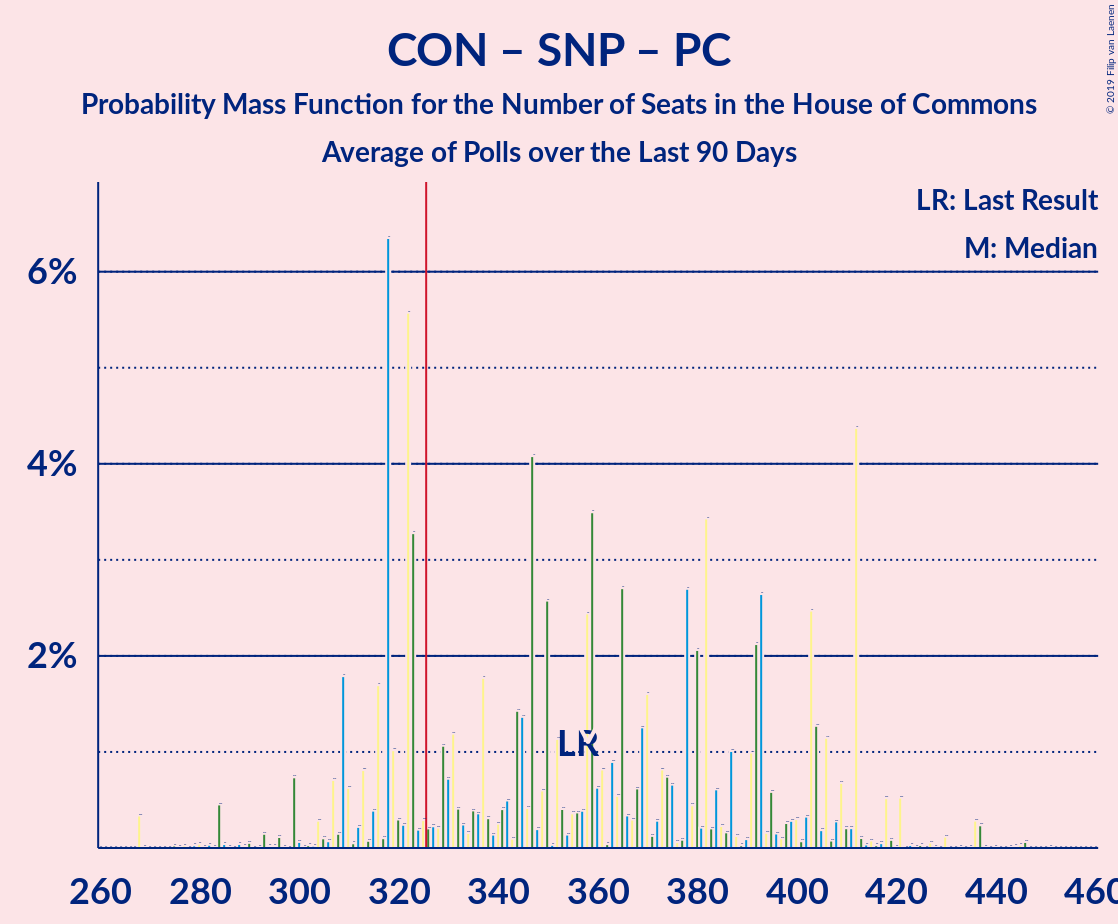 CON – SNP – PC
Probability Mass Function for the Number of Seats in the House of Commons
Average of Polls over the Last 90 Days
© 2019 Filip van Laenen
LR: Last Result
M: Median
6%
4%
2%
LR
260 280 300 320 340 360 380 400 420 440 460